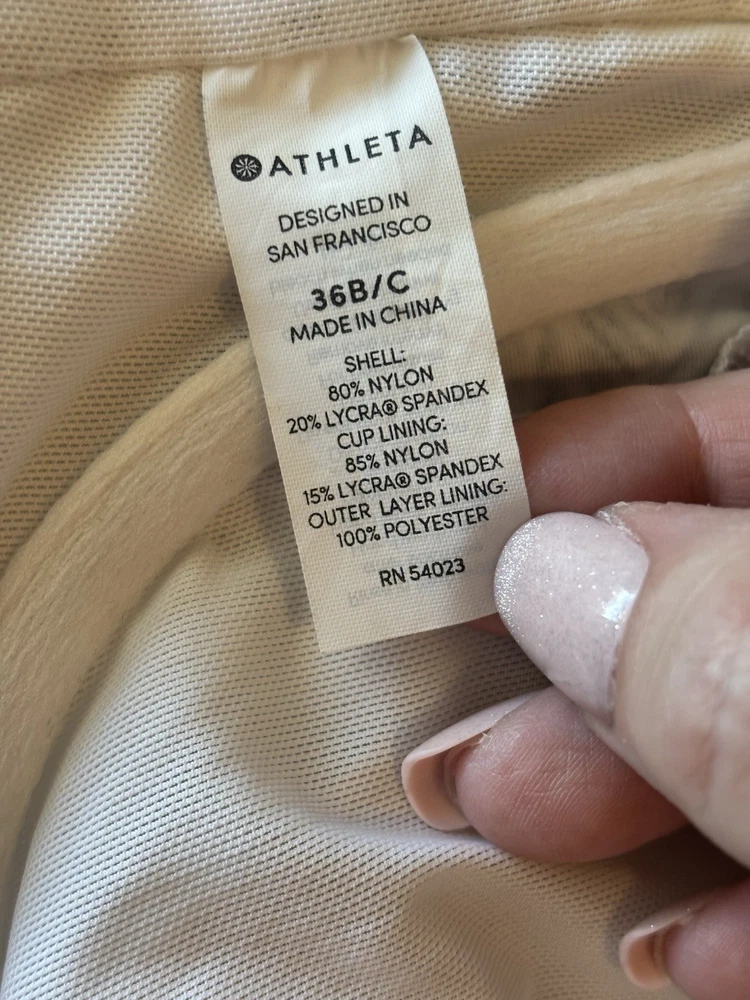 ATHLETA
DESIGNED IN
SAN FRANCISCO
36B/C
MADE IN CHINA
SHELL:
80% NYLON
20% LYCRA® SPANDEX
CUP LINING:
85% NYLON
15% LYCRA® SPANDEX
OUTER LAYER LINING:
100% POLYESTER
RN 54023